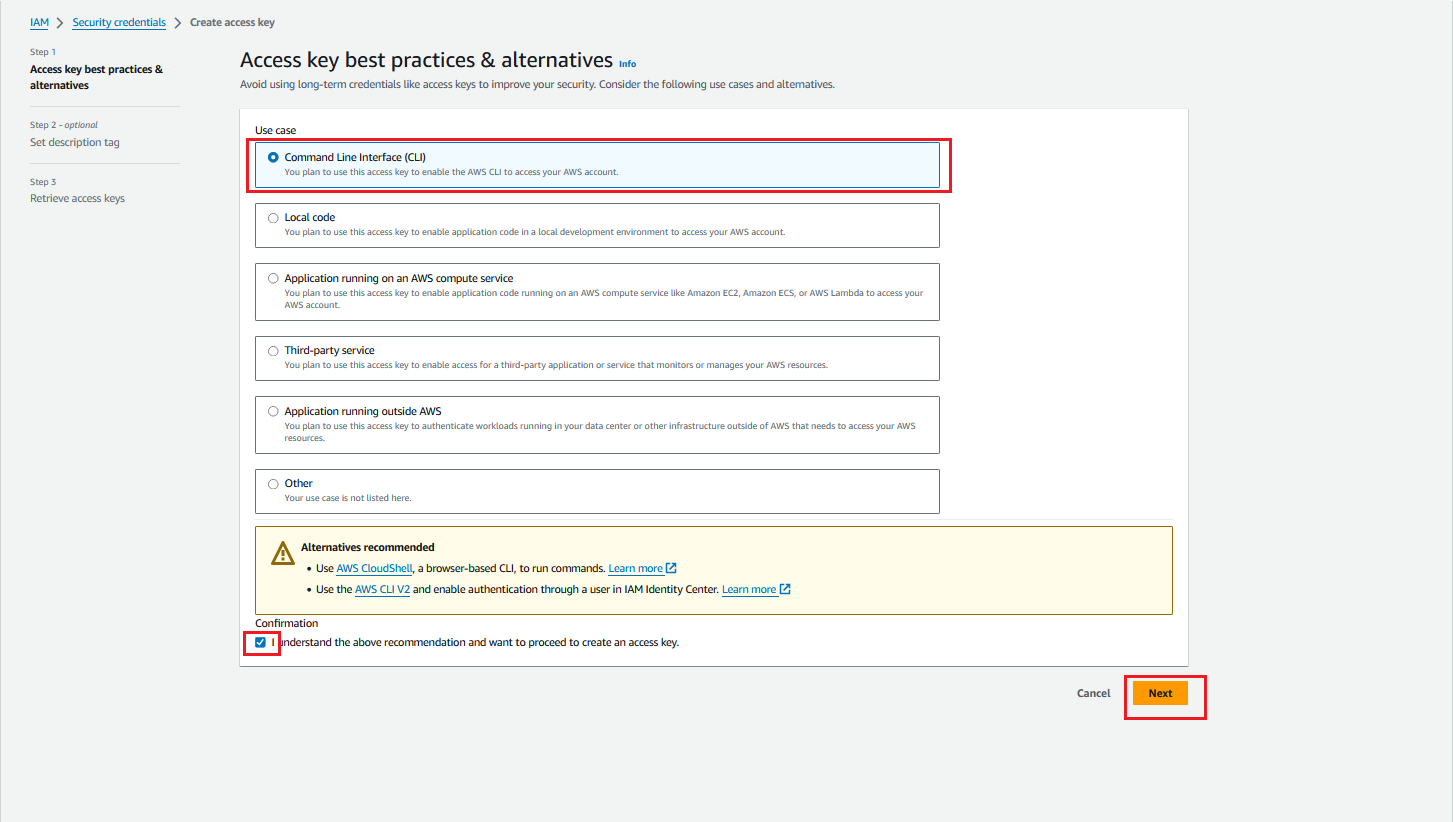 IAM > Security credentials > Create access key
Step 1
Access key best practices &
alternatives
Step 2 - optional
Set description tag
Step 3
Retrieve access keys
Access key best practices & alternatives Info
Avoid using long-term credentials like access keys to improve your security. Consider the following use cases and alternatives.
Use case
Command Line Interface (CLI)
You plan to use this access key to enable the AWS CLI to access your AWS account.
Local code
You plan to use this access key to enable application code in a local development environment to access your AWS account.
Application running on an AWS compute service
You plan to use this access key to enable application code running on an AWS compute service like Amazon EC2, Amazon ECS, or AWS Lambda to access your
AWS account.
Third-party service
You plan to use this access key to enable access for a third-party application or service that monitors or manages your AWS resources.
Application running outside AWS
You plan to use this access key to authenticate workloads running in your data center or other infrastructure outside of AWS that needs to access your AWS
resources.
Other
Your use case is not listed here.
Alternatives recommended
• Use AWS CloudShell, a browser-based CLI, to run commands. Learn more
• Use the AWS CLI V2 and enable authentication through a user in IAM Identity Center. Learn more
Confirmation
I understand the above recommendation and want to proceed to create an access key.
Cancel
Next